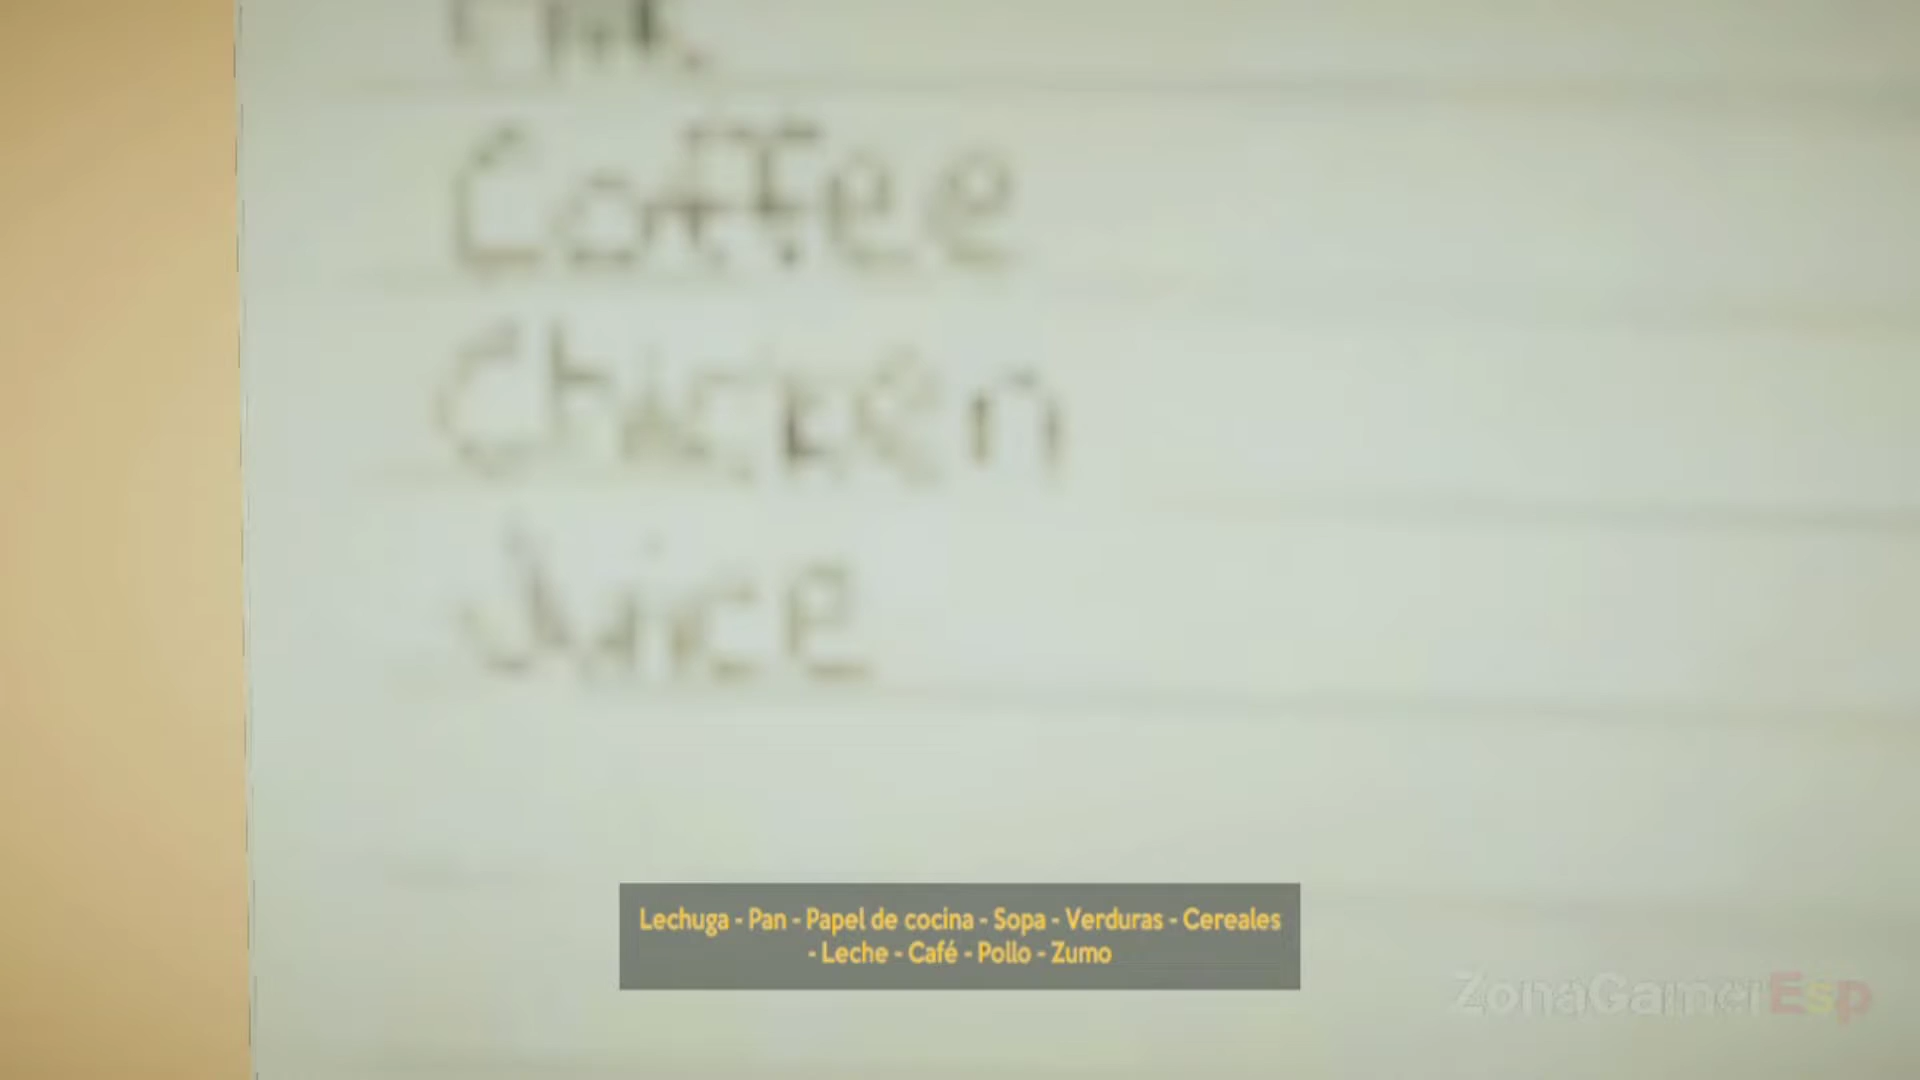 Coffee
Chicken
Juice
Lechuga - Pan - Papel de cocina - Sopa - Verduras - Cereales
- Leche - Café - Pollo - Zumo
ZonaGamerEsp